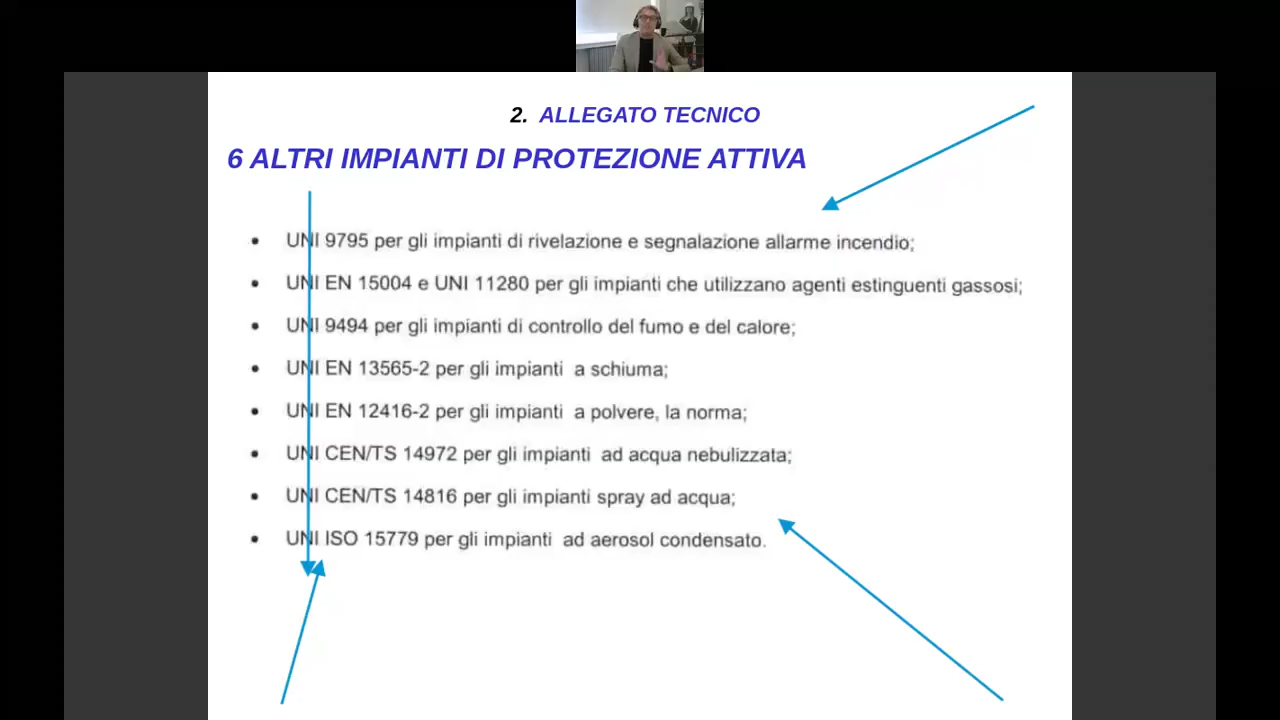 2. ALLEGATO TECNICO
6 ALTRI IMPIANTI DI PROTEZIONE ATTIVA
• UNI 9795 per gli impianti di rivelazione e segnalazione allarme incendio;
• UNI EN 15004 e UNI 11280 per gli impianti che utilizzano agenti estinguenti gassosi;
• UNI 9494 per gli impianti di controllo del fumo e del calore;
• UNI EN 13565-2 per gli impianti  a schiuma;
• UNI EN 12416-2 per gli impianti  a polvere, la norma;
• UNI CEN/TS 14972 per gli impianti  ad acqua nebulizzata;
• UNI CEN/TS 14816 per gli impianti spray ad acqua;
• UNI ISO 15779 per gli impianti  ad aerosol condensato.